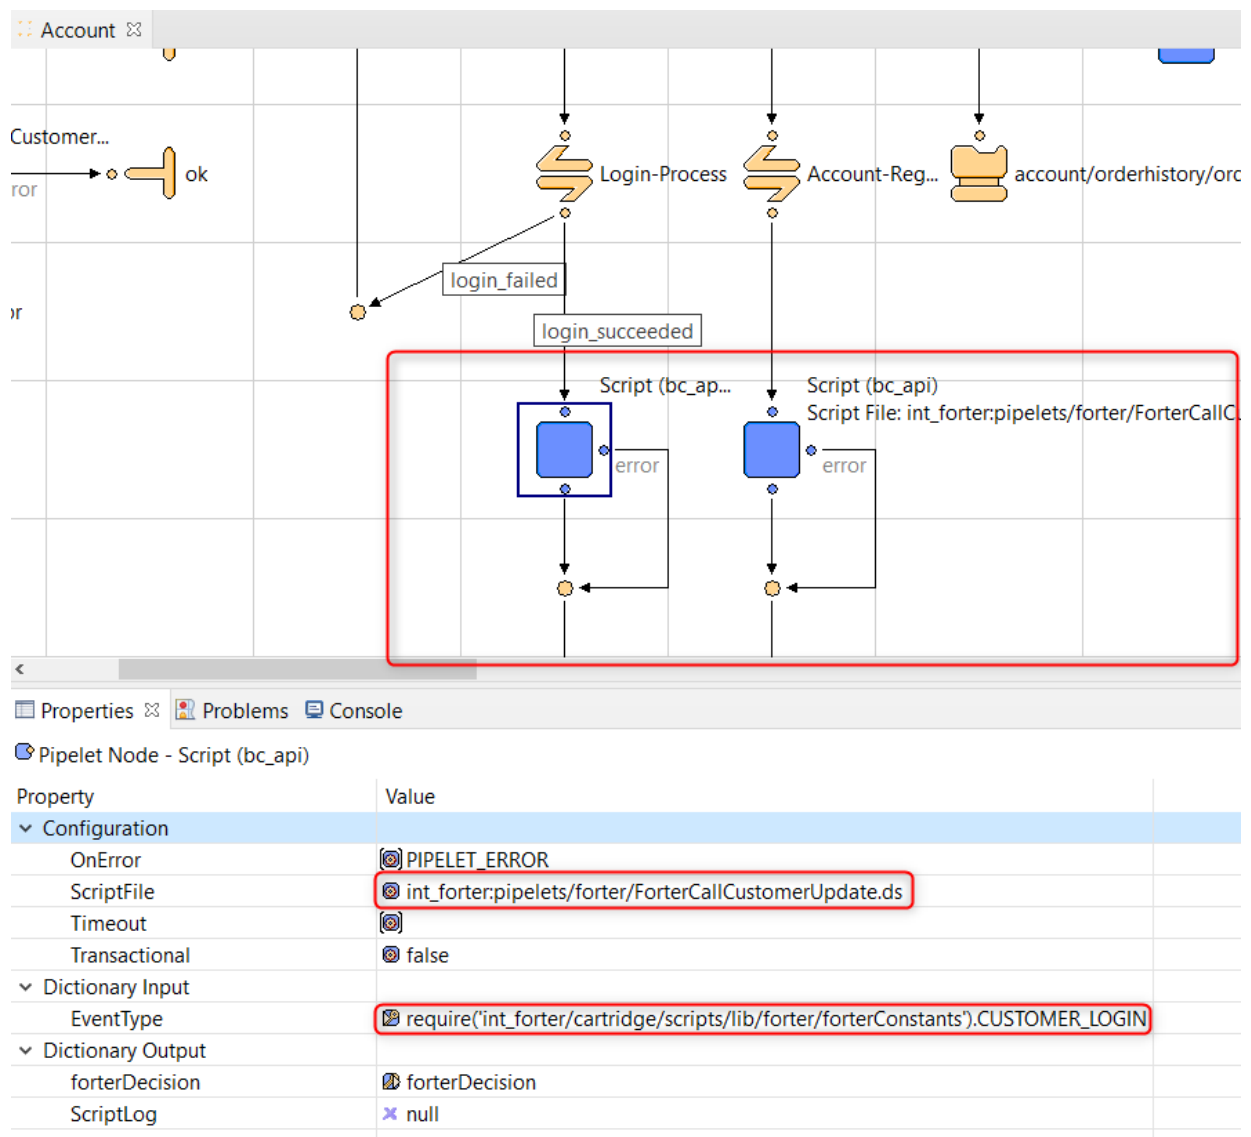 Account
Customer...
ok
ror
Login-Process
Account-Reg...
account/orderhistory/orc
login_failed
or
login_succeeded
Script (bc_ap...
Script (bc_api)
Script File: int_forter:pipelets/forter/ForterCallC
error
error
Properties
Problems
Console
Pipelet Node - Script (bc_api)
Property Value
Configuration
OnError PIPELET_ERROR
ScriptFile int_forter:pipelets/forter/ForterCallCustomerUpdate.ds
Timeout
Transactional false
Dictionary Input
EventType require('int_forter/cartridge/scripts/lib/forter/forterConstants').CUSTOMER_LOGIN
Dictionary Output
forterDecision forterDecision
ScriptLog null